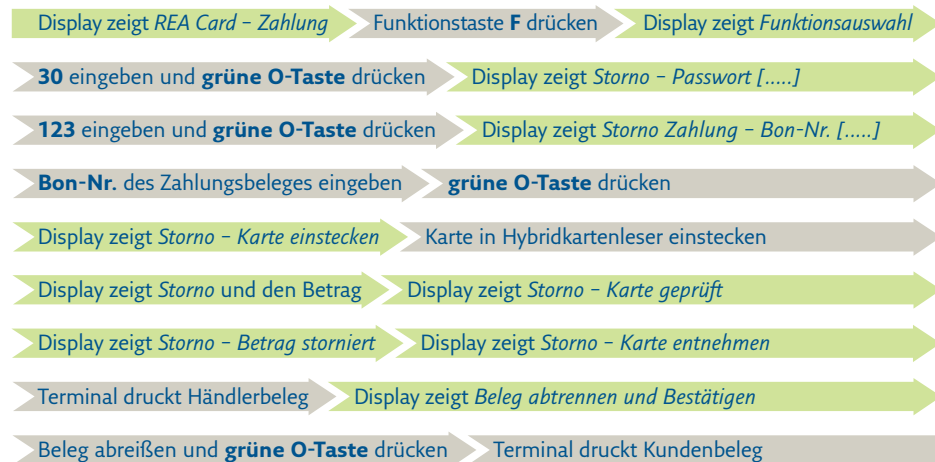 Display zeigt REA Card – Zahlung Funktionstaste F drücken Display zeigt Funktionsauswahl
30 eingeben und grüne O-Taste drücken Display zeigt Storno – Passwort [.....]
123 eingeben und grüne O-Taste drücken Display zeigt Storno Zahlung – Bon-Nr. [.....]
Bon-Nr. des Zahlungsbeleges eingeben grüne O-Taste drücken
Display zeigt Storno – Karte einstecken Karte in Hybridkartenleser einstecken
Display zeigt Storno und den Betrag Display zeigt Storno – Karte geprüft
Display zeigt Storno – Betrag storniert Display zeigt Storno – Karte entnehmen
Terminal druckt Händlerbeleg Display zeigt Beleg abtrennen und Bestätigen
Beleg abreißen und grüne O-Taste drücken Terminal druckt Kundenbeleg